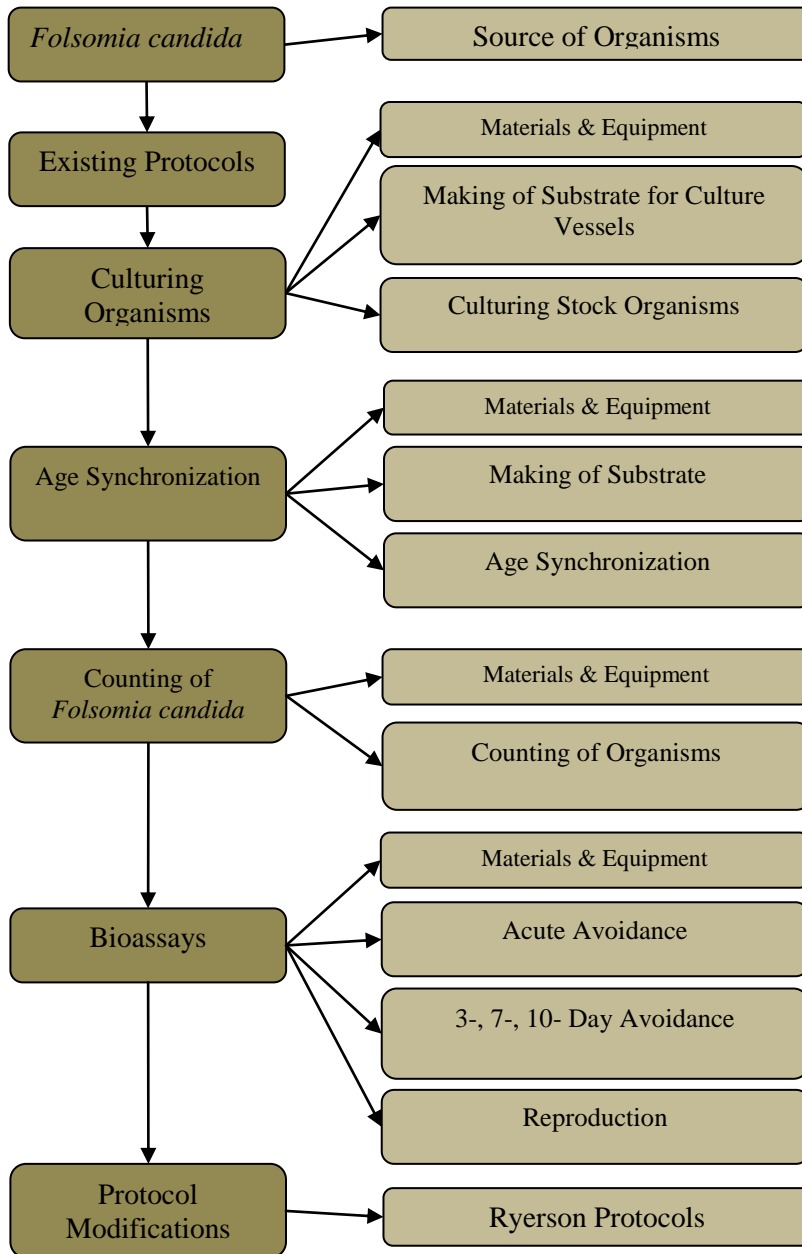 Folsomia candida
Source of Organisms
Existing Protocols
Materials & Equipment
Making of Substrate for Culture
Vessels
Culturing
Organisms
Culturing Stock Organisms
Age Synchronization
Materials & Equipment
Making of Substrate
Age Synchronization
Counting of
Folsomia candida
Materials & Equipment
Counting of Organisms
Bioassays
Materials & Equipment
Acute Avoidance
3-, 7-, 10- Day Avoidance
Reproduction
Protocol
Modifications
Ryerson Protocols